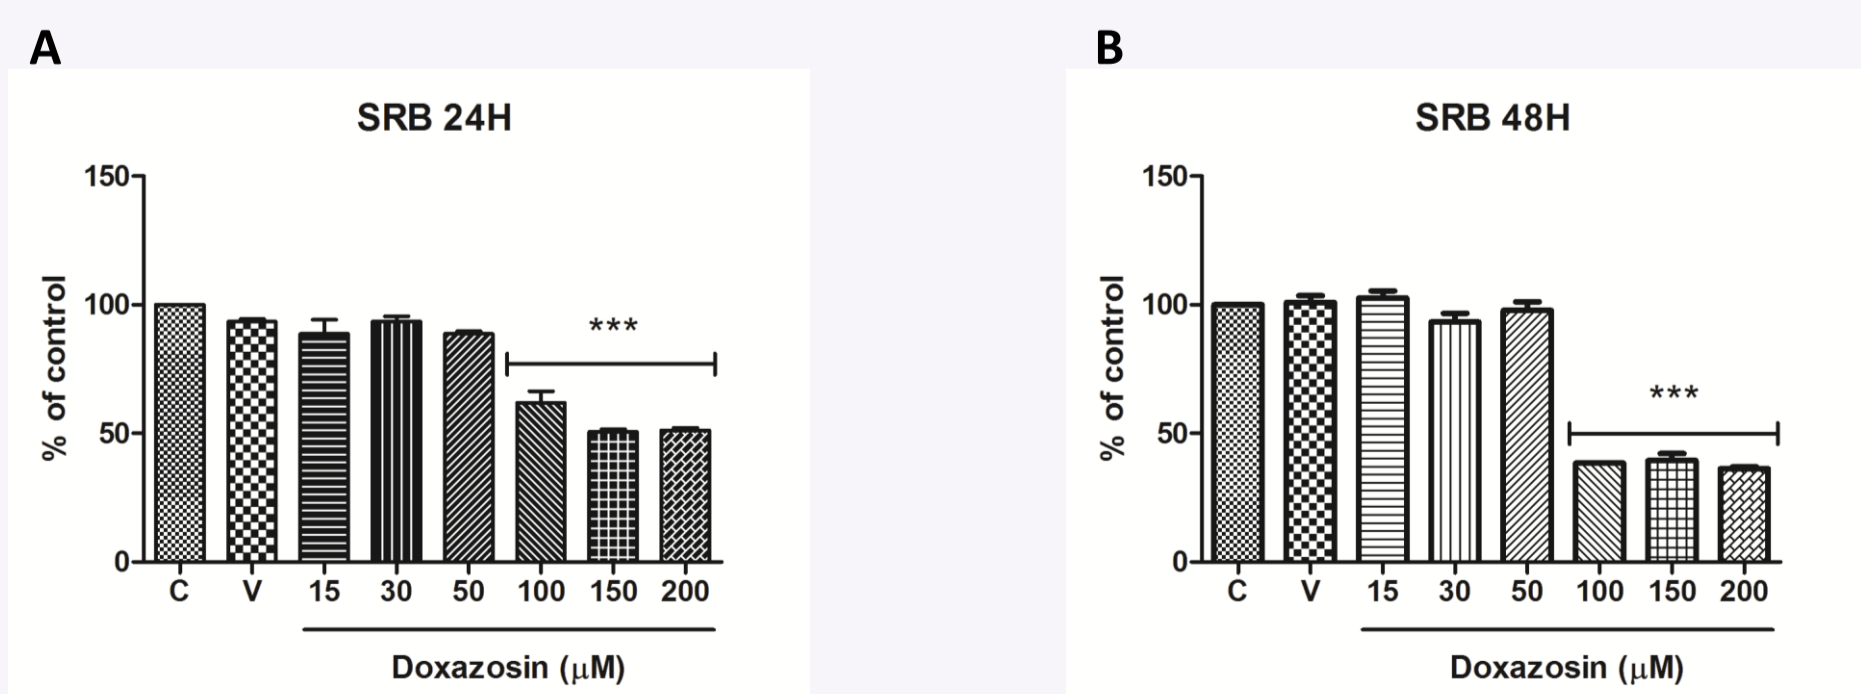 A
SRB 24H
150
100
50
0
% of control
***
C V 15 30 50 100 150 200
Doxazosin (μM)
B
SRB 48H
150
100
50
0
% of control
***
C V 15 30 50 100 150 200
Doxazosin (μM)